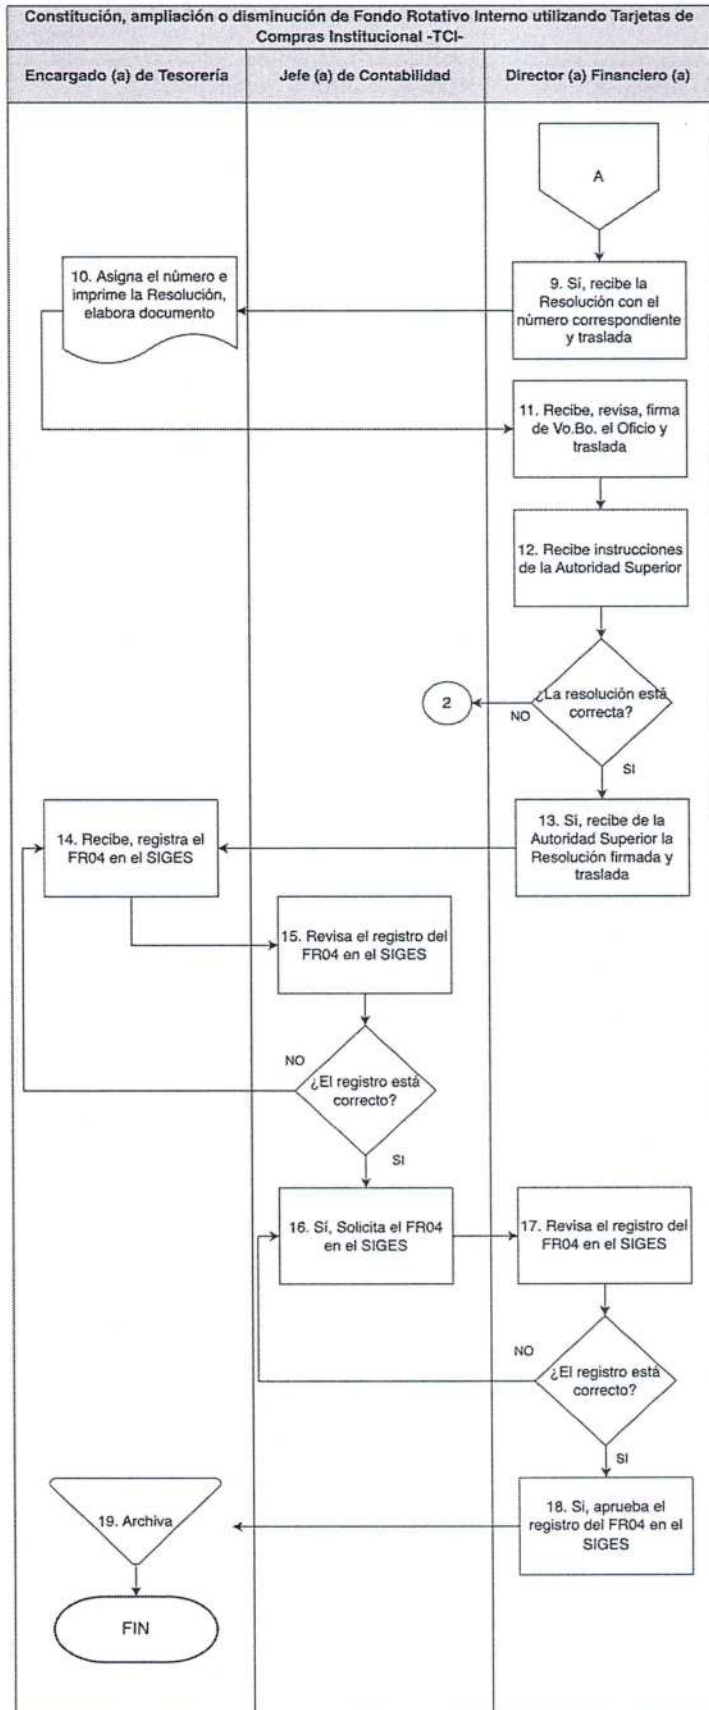 Constitución, ampliación o disminución de Fondo Rotativo Interno utilizando Tarjetas de
Compras Institucional -TCI-
Encargado (a) de Tesorería
Jefe (a) de Contabilidad
Director (a) Financiero (a)
A
9. Sí, recibe la
Resolución con el
número correspondiente
y traslada
10. Asigna el número e
imprime la Resolución,
elabora documento
11. Recibe, revisa, firma
de Vo.Bo. el Oficio y
traslada
12. Recibe instrucciones
de la Autoridad Superior
¿La resolución está
correcta?
NO
2
SI
13. Sí, recibe de la
Autoridad Superior la
Resolución firmada y
traslada
14. Recibe, registra el
FR04 en el SIGES
15. Revisa el registro del
FR04 en el SIGES
NO
¿El registro está
correcto?
SI
16. Sí, Solicita el FR04
en el SIGES
17. Revisa el registro del
FR04 en el SIGES
NO
¿El registro está
correcto?
SI
18. Sí, aprueba el
registro del FR04 en el
SIGES
19. Archiva
FIN